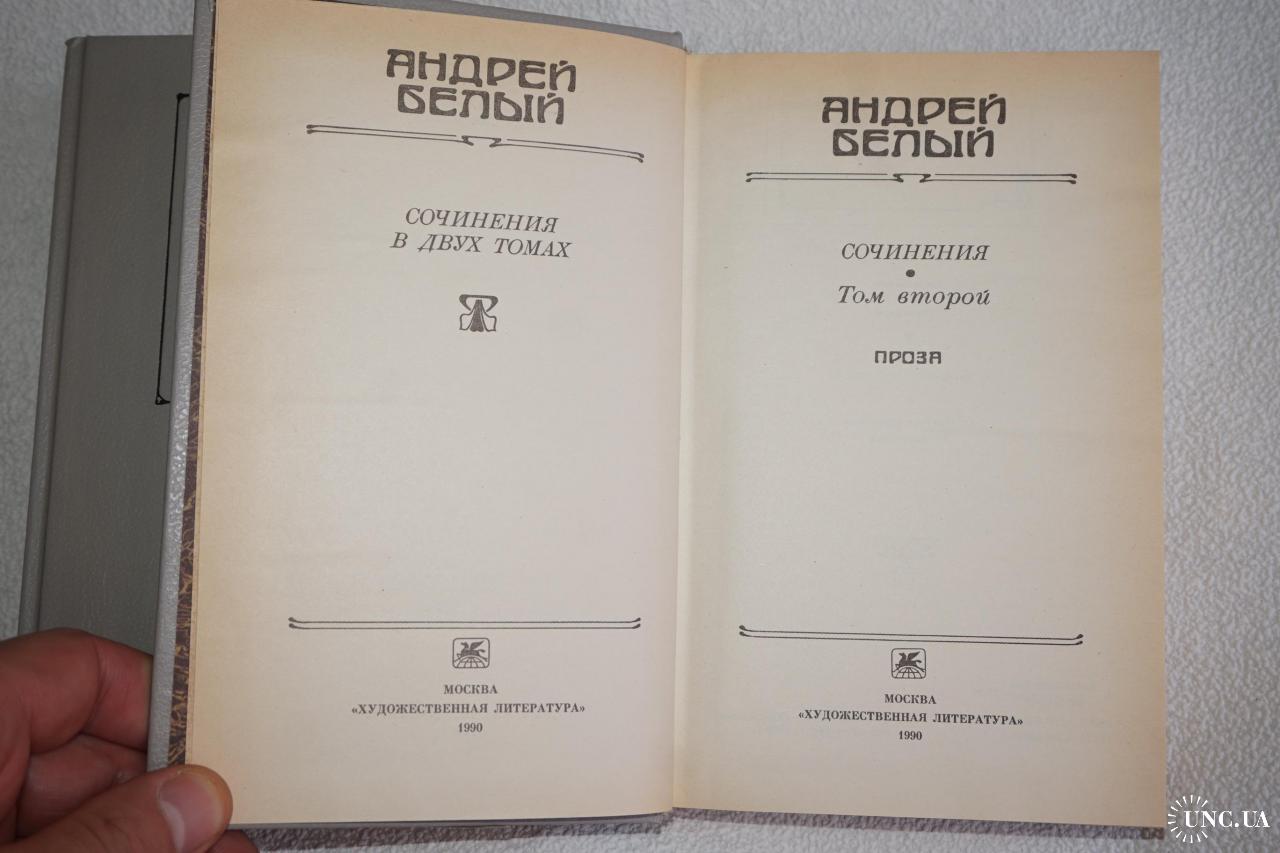 АНДРЕЙ
БЕЛЫЙ
СОЧИНЕНИЯ
В ДВУХ ТОМАХ
МОСКВА
«ХУДОЖЕСТВЕННАЯ ЛИТЕРАТУРА»
1990
АНДРЕЙ
БЕЛЫЙ
СОЧИНЕНИЯ
•
Том второй
ПРОЗА
МОСКВА
«ХУДОЖЕСТВЕННАЯ ЛИТЕРАТУРА»
1990
UNC.UA